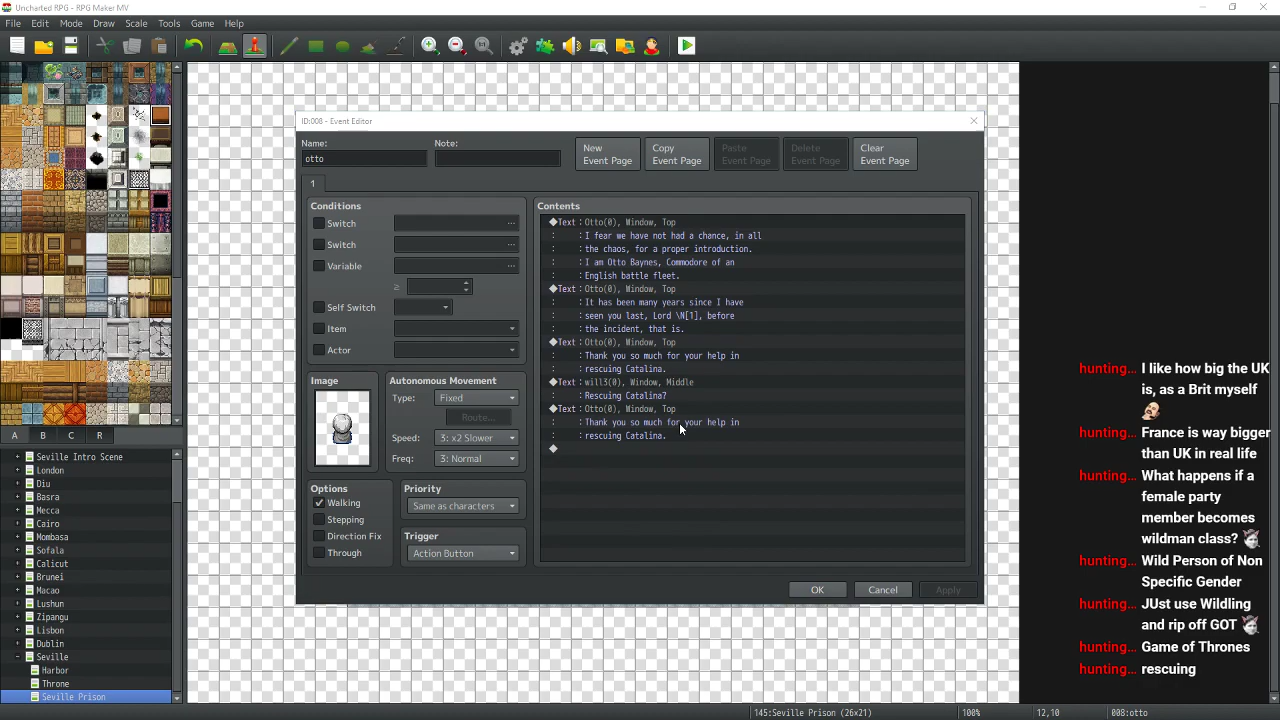 Uncharted RPG - RPG Maker MV
File Edit Mode Draw Scale Tools Game Help
ID:008 - Event Editor
Name:
otto
Note:
New
Event Page
Copy
Event Page
Paste
Event Page
Delete
Event Page
Clear
Event Page
1
Conditions
Switch ...
Switch ...
Variable ...
≥
Self Switch
Item
Actor
Image
Autonomous Movement
Type: Fixed
Route...
Speed: 3: x2 Slower
Freq: 3: Normal
Options
Walking
Stepping
Direction Fix
Through
Priority
Same as characters
Trigger
Action Button
Contents
◆Text：Otto(0), Window, Top
：I fear we have not had a chance, in all
：the chaos, for a proper introduction.
：I am Otto Baynes, Commodore of an
：English battle fleet.
◆Text：Otto(0), Window, Top
：It has been many years since I have
：seen you last, Lord \N[1], before
：the incident, that is.
◆Text：Otto(0), Window, Top
：Thank you so much for your help in
：rescuing Catalina.
◆Text：will3(0), Window, Middle
：Rescuing Catalina?
◆Text：Otto(0), Window, Top
：Thank you so much for your help in
：rescuing Catalina.
◆
OK
Cancel
Apply
A B C R
Seville Intro Scene
London
Diu
Basra
Mecca
Cairo
Mombasa
Sofala
Calicut
Brunei
Macao
Lushun
Zipangu
Lisbon
Dublin
Seville
Harbor
Throne
Seville Prison
hunting... I like how big the UK
is, as a Brit myself
hunting... France is way bigger
than UK in real life
hunting... What happens if a
female party
member becomes
wildman class?
hunting... Wild Person of Non
Specific Gender
hunting... JUst use Wildling
and rip off GOT
hunting... Game of Thrones
hunting... rescuing
145:Seville Prison (26x21)
100%
12,10
008:otto